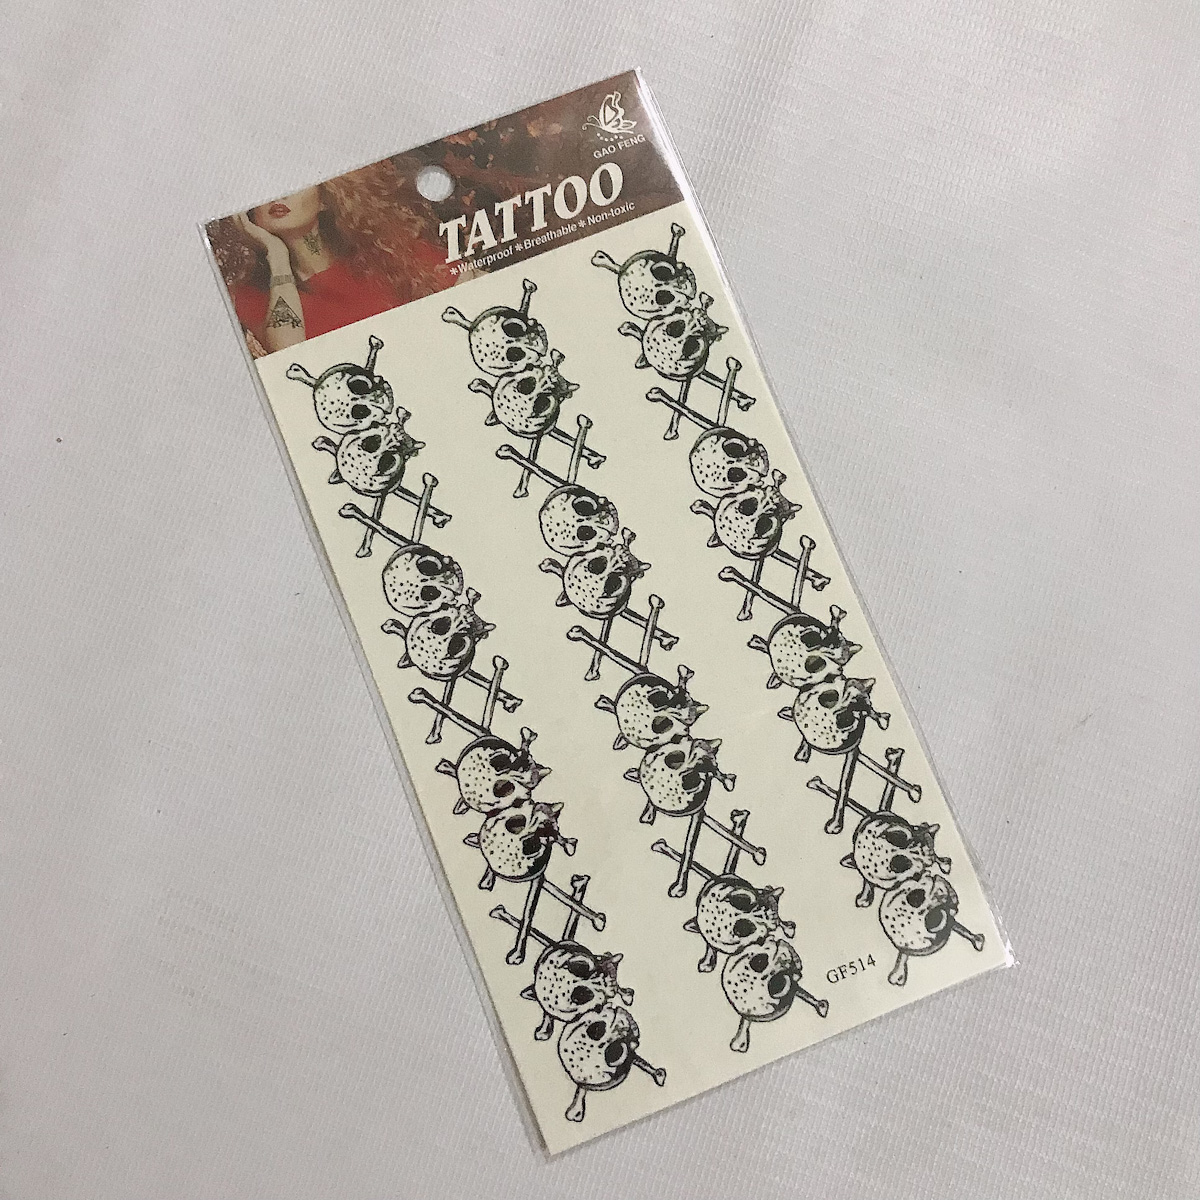 GAO FENG
TATTOO
*Waterproof*Breathable*Non-toxic
GF514